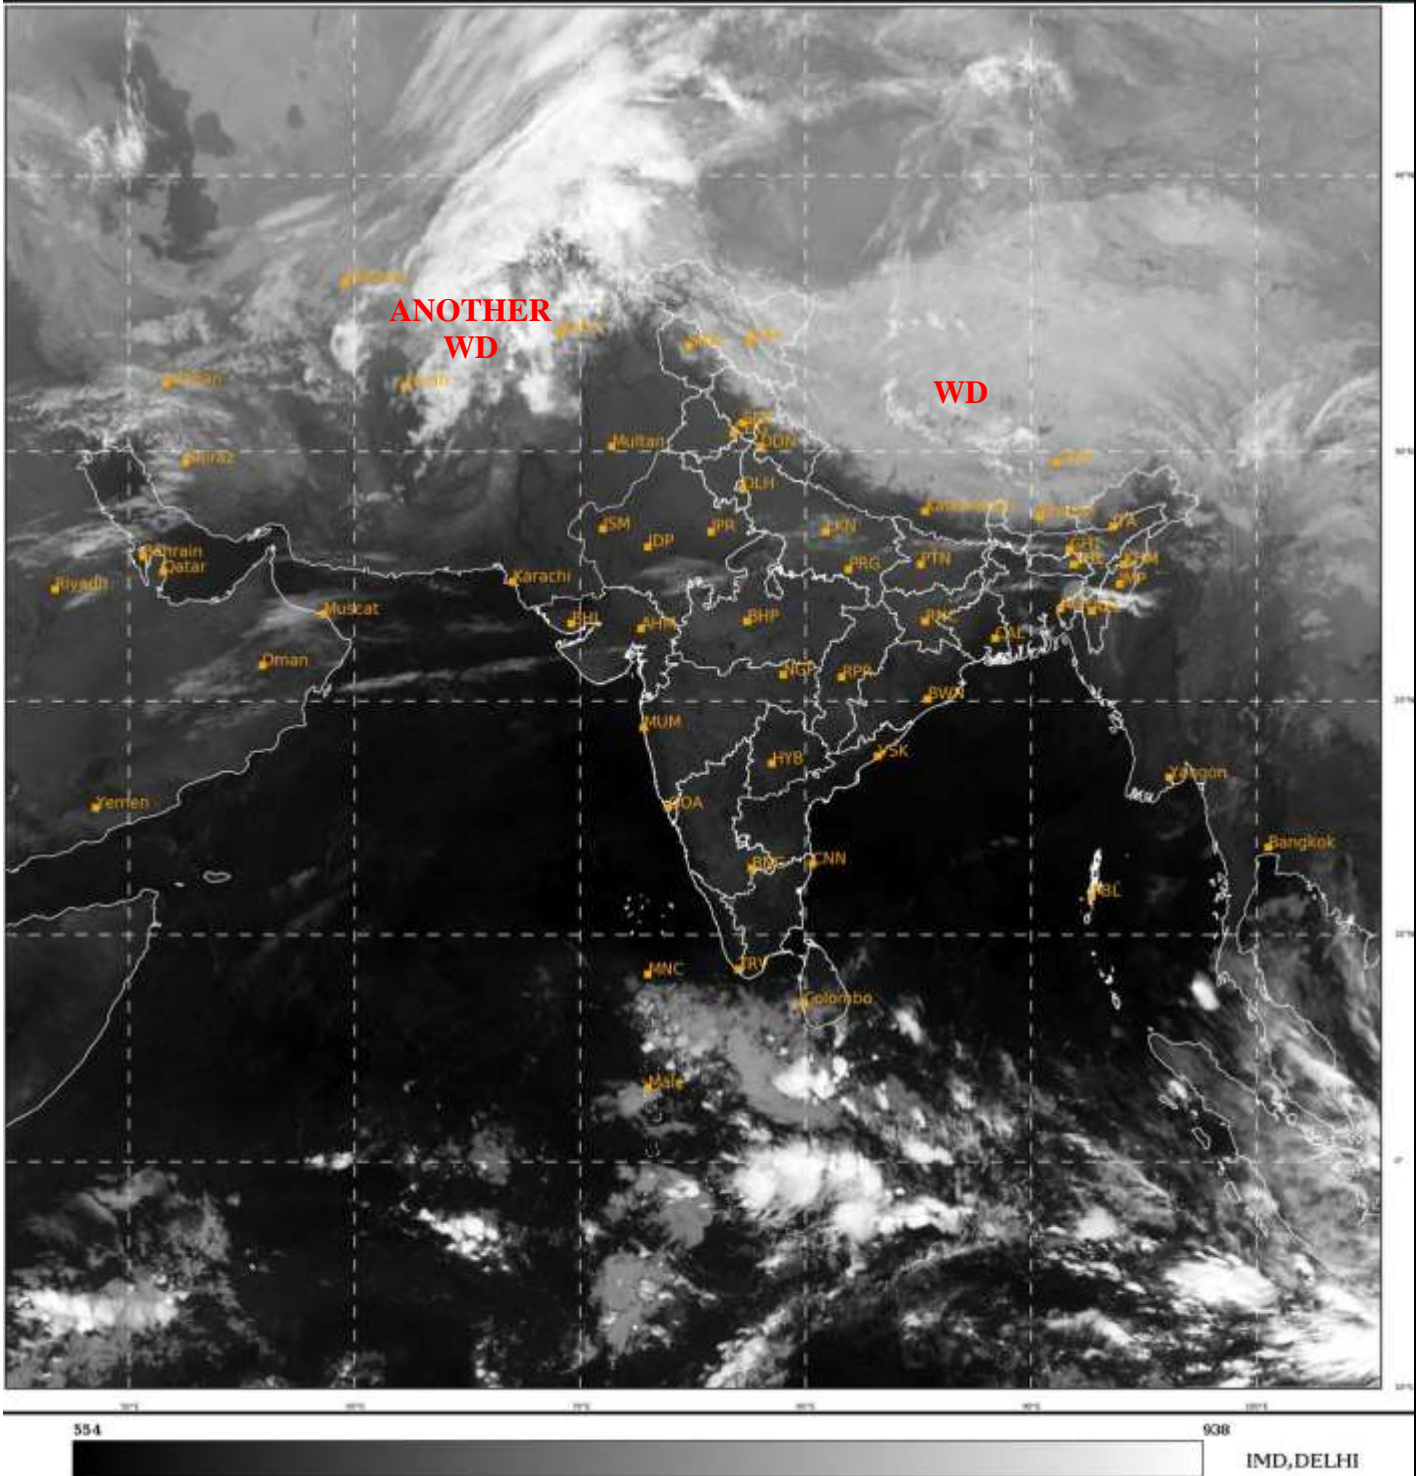 ANOTHER
WD
WD
Multan
DDN
DLH
JSM
JDP
JPR
LKN
PRG
PTN
Shiraz
Bahrain
Qatar
Riyadh
Karachi
Muscat
Oman
BHJ
AHM
BHP
RNC
CAL
NGP
RPR
BWN
MUM
HYB
VSK
GOA
Yemen
Yangon
Bangkok
BNG
CNN
PBL
MNC
TRV
Colombo
Male
554
938
IMD,DELHI